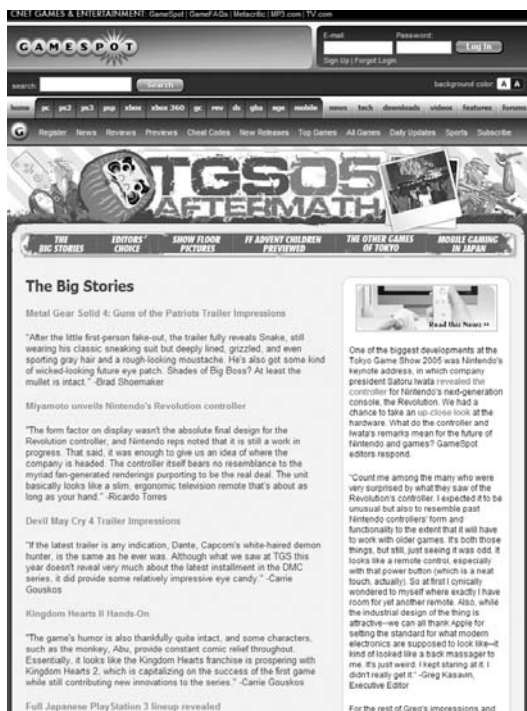 CNET GAMES & ENTERTAINMENT: GameSpot | GameFAQs | Metacritic | MP3.com | TV.com
GAMESPOT
E-mail: Password:
Log In
Sign Up | Forgot Login
search: Search
background color: A A
home pc ps2 ps3 psp xbox xbox 360 gc rev ds gba nge mobile news tech downloads videos features forums
G Register News Reviews Previews Cheat Codes New Releases Top Games All Games Daily Updates Sports Subscribe
TGS05
AFTERMATH
THE BIG STORIES
EDITORS' CHOICE
SHOW FLOOR PICTURES
FF ADVENT CHILDREN PREVIEWED
THE OTHER GAMES OF TOKYO
MOBILE GAMING IN JAPAN
The Big Stories
Metal Gear Solid 4: Guns of the Patriots Trailer Impressions
"After the little first-person fake-out, the trailer fully reveals Snake, still
wearing his classic sneaking suit but deeply lined, grizzled, and even
sporting gray hair and a rough-looking moustache. He's also got some kind
of wicked-looking future eye patch. Shades of Big Boss? At least the
mullet is intact." -Brad Shoemaker
Miyamoto unveils Nintendo's Revolution controller
"The form factor on display wasn't the absolute final design for the
Revolution controller, and Nintendo reps noted that it is still a work in
progress. That said, it was enough to give us an idea of where the
company is headed. The controller itself bears no resemblance to the
myriad fan-generated renderings purporting to be the real deal. The unit
basically looks like a slim, ergonomic television remote that's about as
long as your hand." -Ricardo Torres
Devil May Cry 4 Trailer Impressions
"If the latest trailer is any indication, Dante, Capcom's white-haired demon
hunter, is the same as he ever was. Although what we saw at TGS this
year doesn't reveal very much about the latest installment in the DMC
series, it did provide some relatively impressive eye candy." -Carrie
Gouskos
Kingdom Hearts II Hands-On
"The game's humor is also thankfully quite intact, and some characters,
such as the monkey, Abu, provide constant comic relief throughout.
Essentially, it looks like the Kingdom Hearts franchise is prospering with
Kingdom Hearts 2, which is capitalizing on the success of the first game
while still contributing new innovations to the series." -Carrie Gouskos
Full Japanese PlayStation 3 lineup revealed
Read this News »
One of the biggest developments at the
Tokyo Game Show 2005 was Nintendo's
keynote address, in which company
president Satoru Iwata revealed the
controller for Nintendo's next-generation
console, the Revolution. We had a
chance to take an up-close look at the
hardware. What do the controller and
Iwata's remarks mean for the future of
Nintendo and games? GameSpot
editors respond.
"Count me among the many who were
very surprised by what they saw of the
Revolution's controller. I expected it to be
unusual but also to resemble past
Nintendo controllers' form and
functionality to the extent that it will have
to work with older games. It's both those
things, but still, just seeing it was odd. It
looks like a remote control, especially
with that power button (which is a neat
touch, actually). So at first I cynically
wondered to myself where exactly I have
room for yet another remote. Also, while
the industrial design of the thing is
attractive--we can all thank Apple for
setting the standard for what modern
electronics are supposed to look like--it
kind of looked like a back massager to
me. It's just weird. I kept staring at it. I
didn't really get it." -Greg Kasavin,
Executive Editor
For the rest of Greg's impressions and